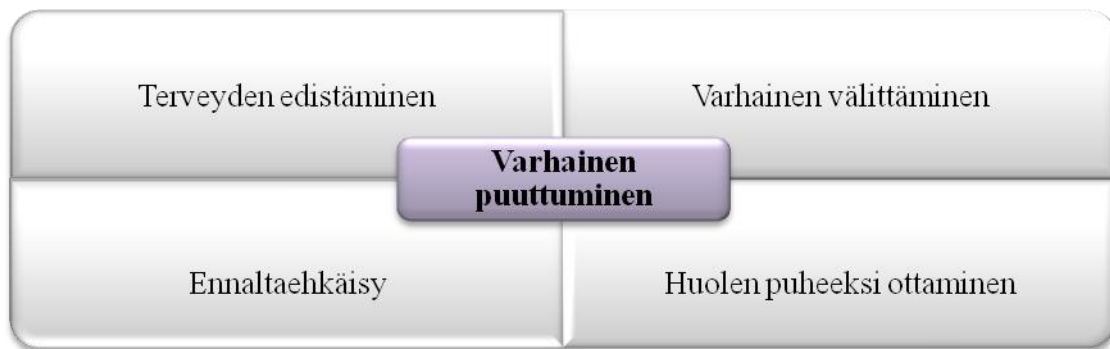 Terveyden edistäminen
Varhainen välittäminen
Varhainen
puuttuminen
Ennaltaehkäisy
Huolen puheeksi ottaminen